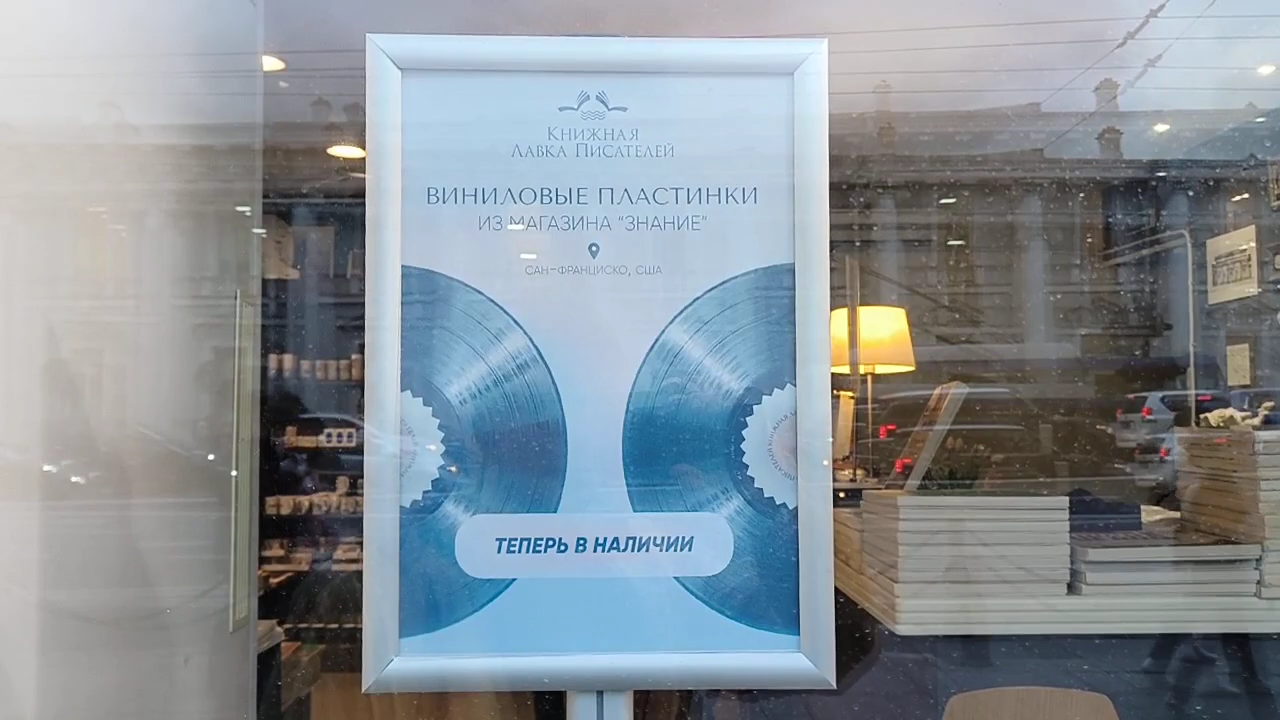 Книжная
Лавка Писателей
ВИНИЛОВЫЕ ПЛАСТИНКИ
ИЗ МАГАЗИНА “ЗНАНИЕ”
САН-ФРАНЦИСКО, США
ТЕПЕРЬ В НАЛИЧИИ